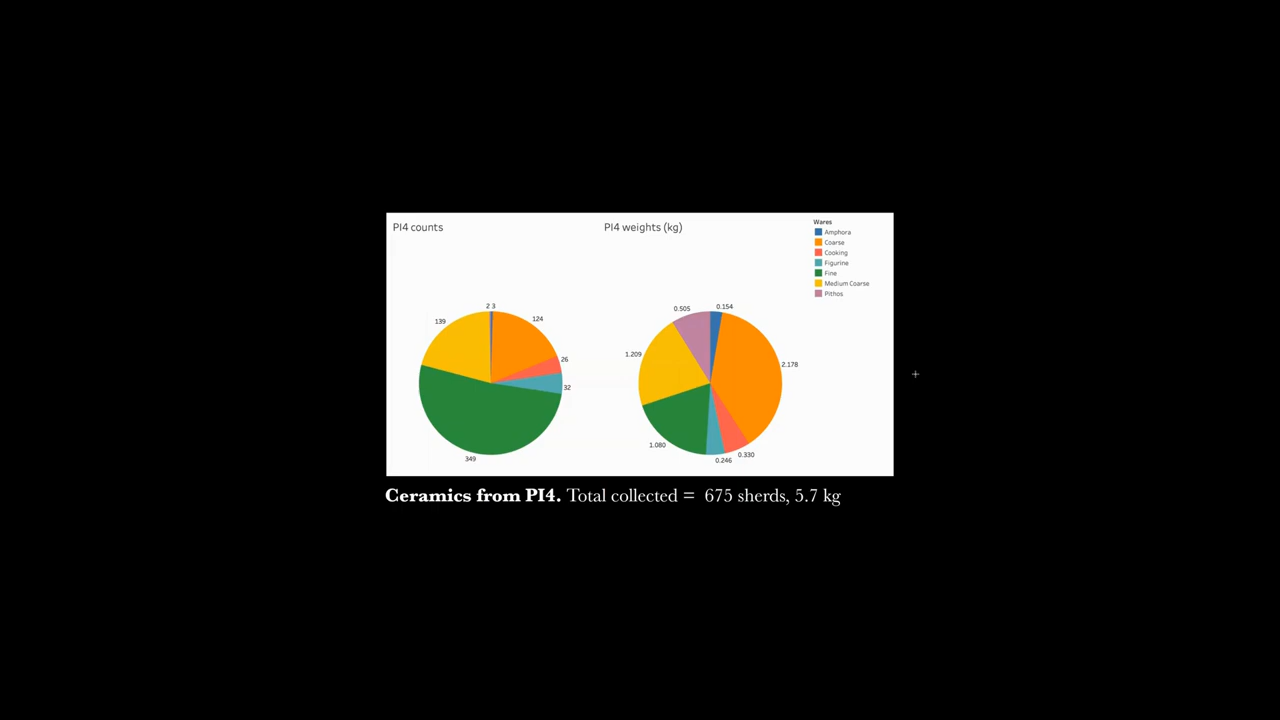 PI4 counts
PI4 weights (kg)
Wares
Amphora
Coarse
Cooking
Figurine
Fine
Medium Coarse
Pithos
2 3
124
26
32
349
139
0.154
2.178
0.330
0.246
1.080
1.209
0.505
Ceramics from PI4. Total collected = 675 sherds, 5.7 kg